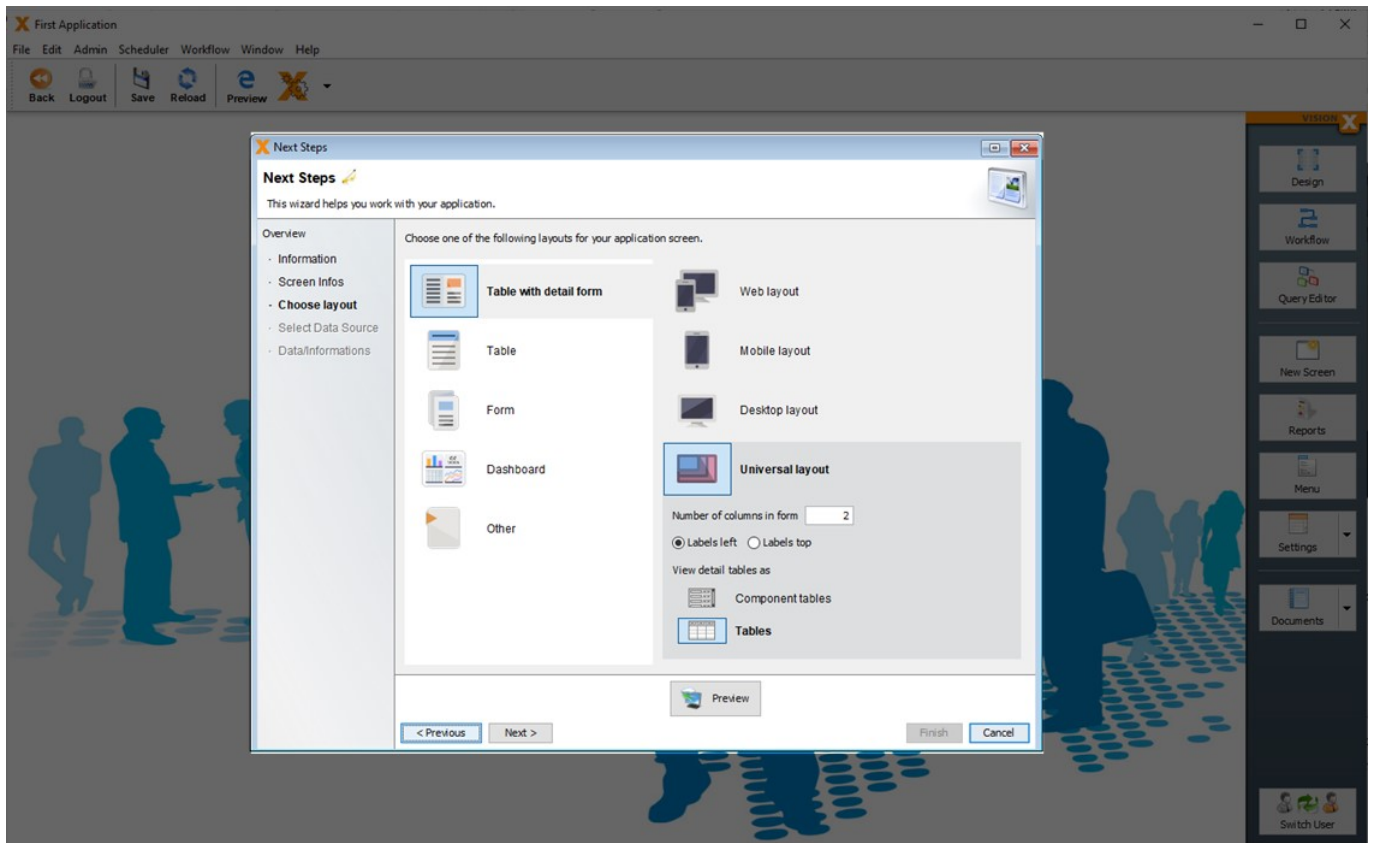 First Application
File Edit Admin Scheduler Workflow Window Help
Back Logout Save Reload Preview
VISION X
Design
Workflow
Query Editor
New Screen
Reports
Menu
Settings
Documents
Switch User
Next Steps
Next Steps
This wizard helps you work with your application.
Overview
· Information
· Screen Infos
· Choose layout
· Select Data Source
· Data/Informations
Choose one of the following layouts for your application screen.
Table with detail form
Table
Form
Dashboard
Other
Web layout
Mobile layout
Desktop layout
Universal layout
Number of columns in form 2
Labels left Labels top
View detail tables as
Component tables
Tables
Preview
< Previous Next > Finish Cancel